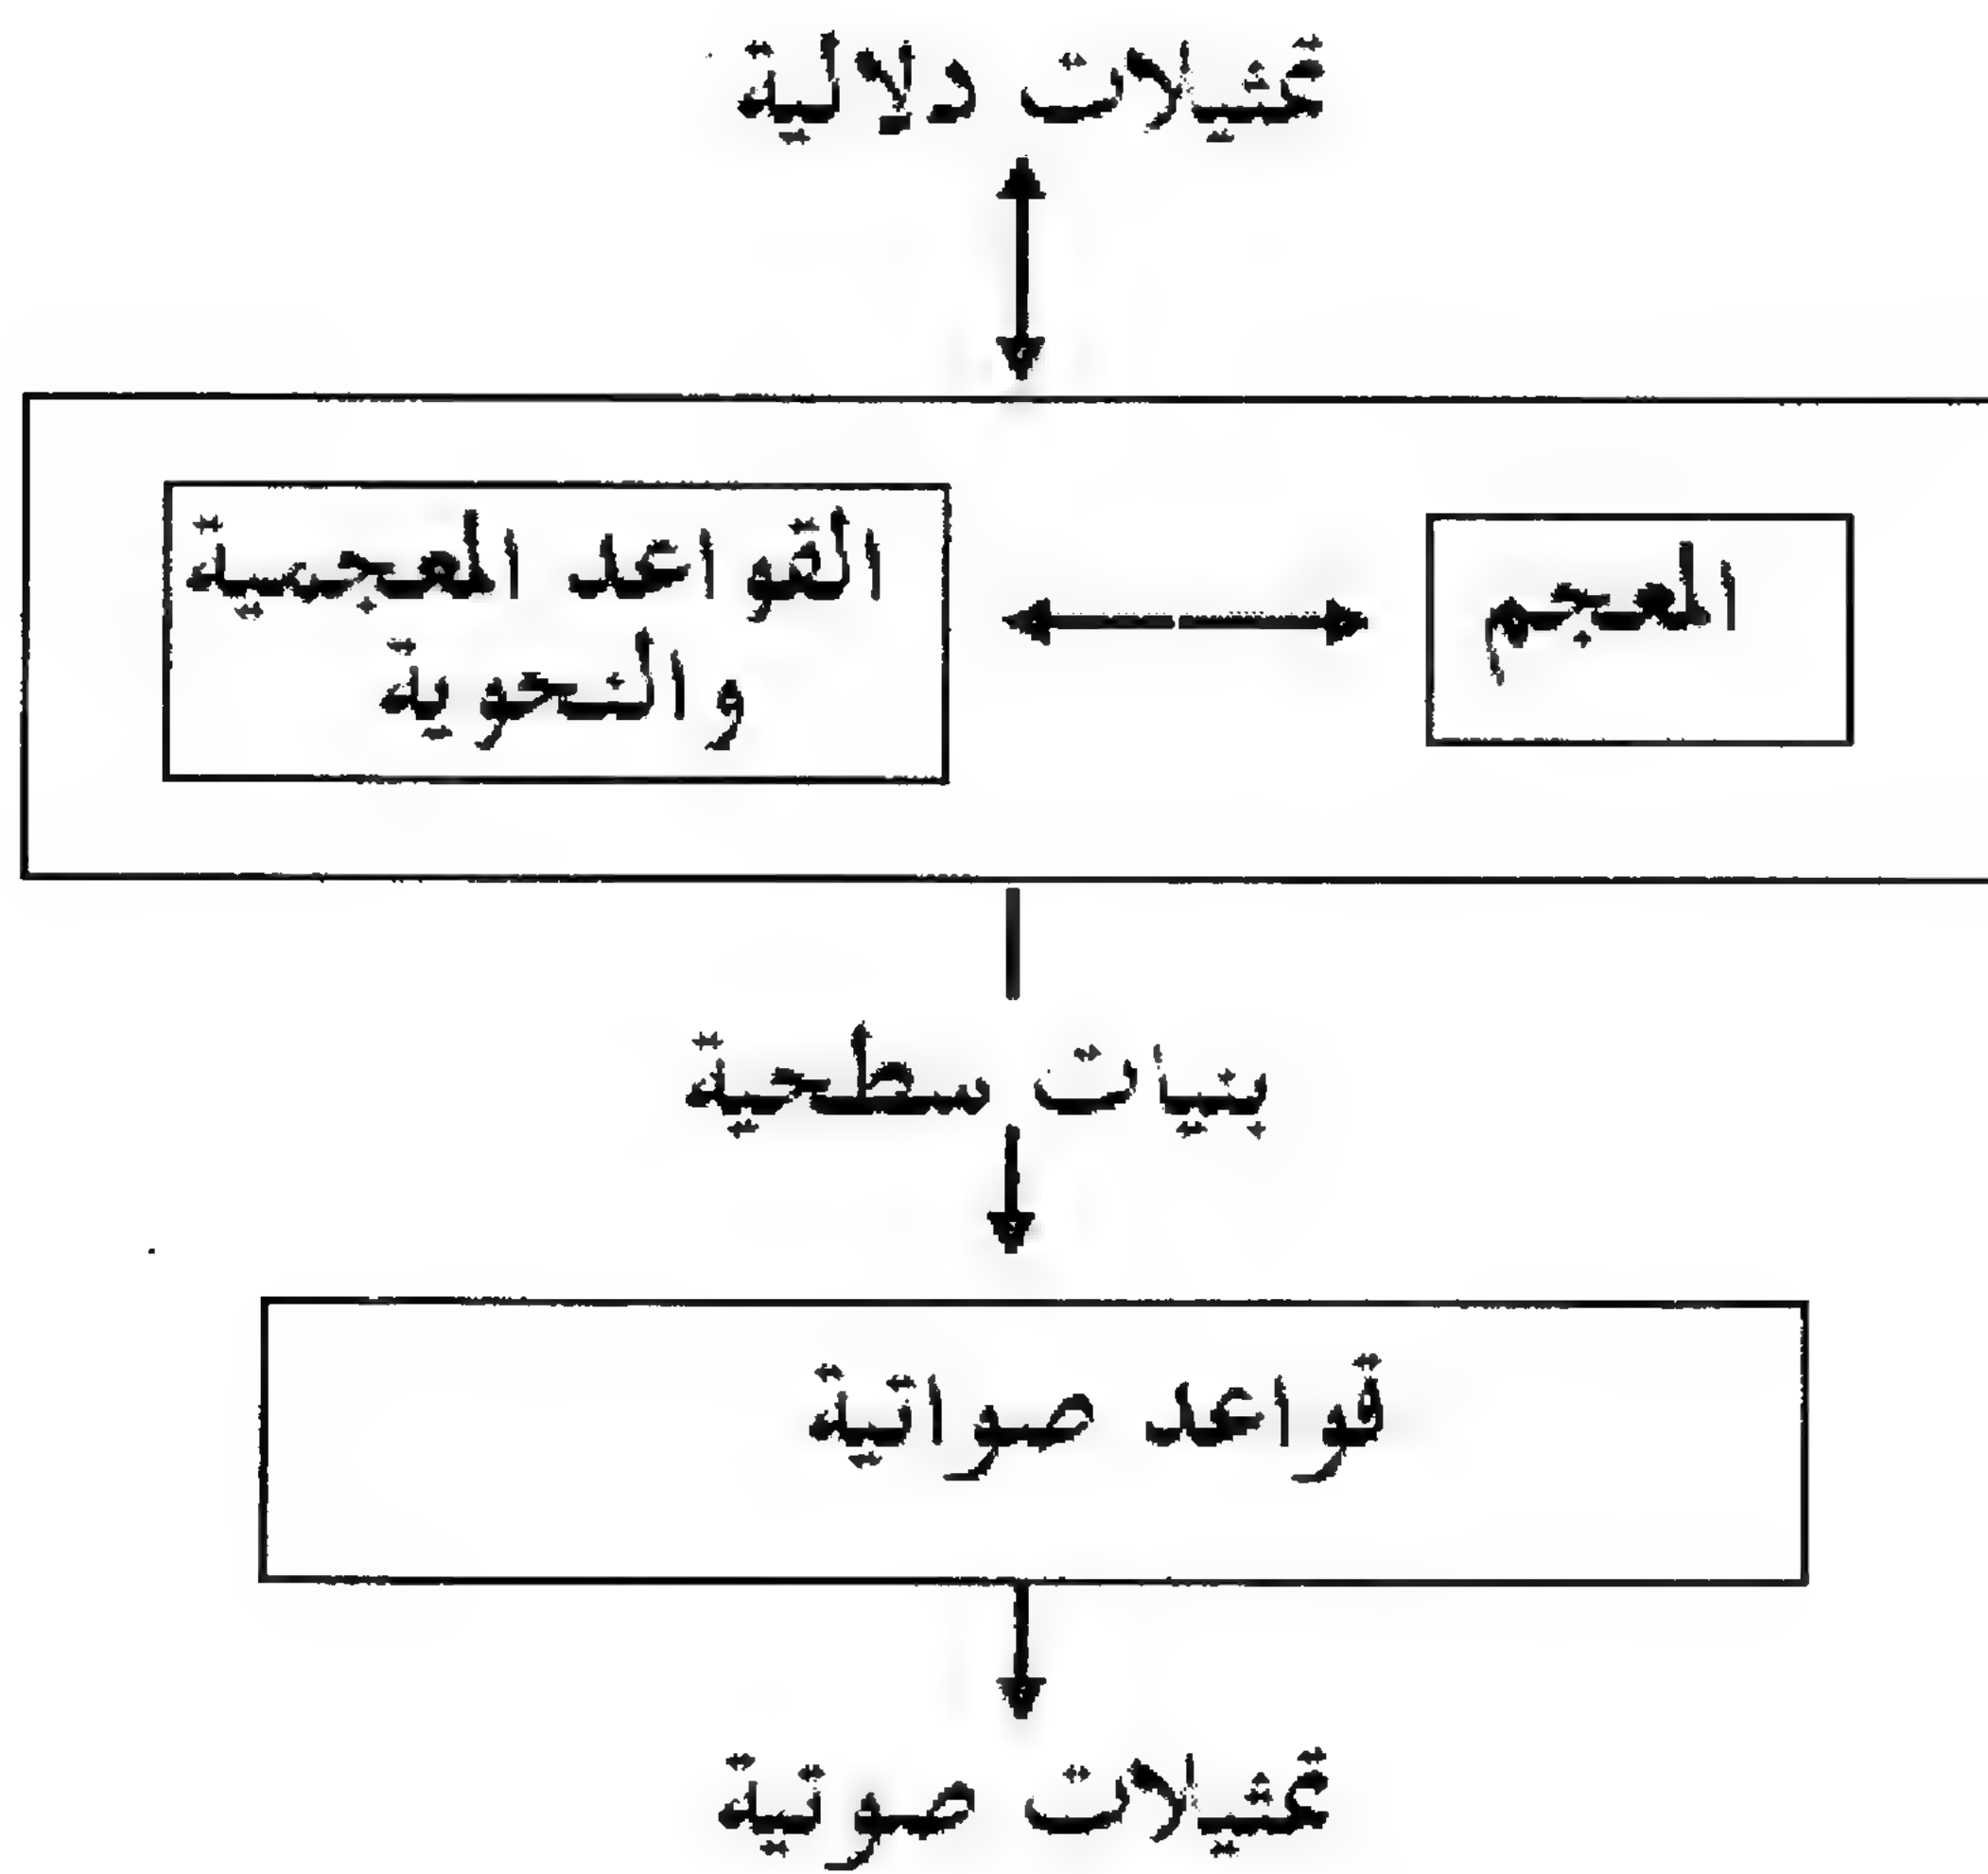 تمثيلات دلالية
المعجم
القواعد المعجمية
والنحوية
بنيات سطحية
قواعد صواتية
تمثيلات صوتية